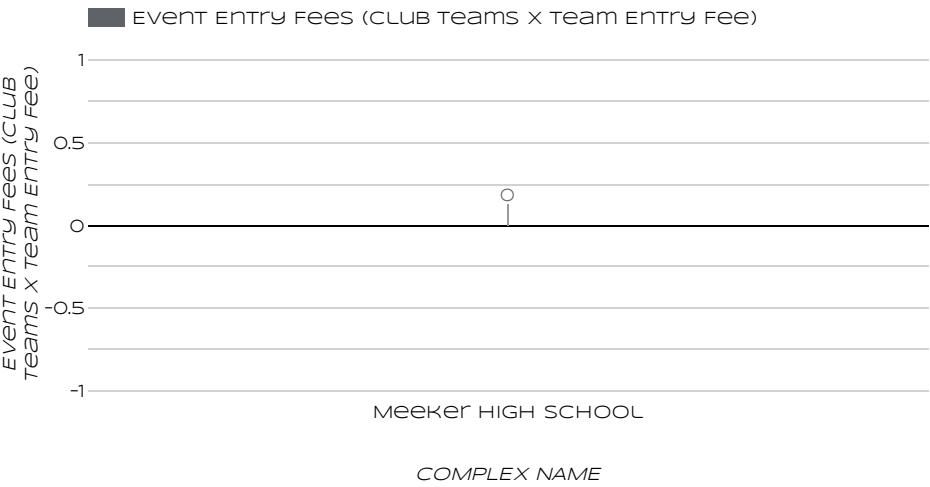 Event Entry Fees (Club Teams x Team Entry Fee)
Event Entry Fees (Club
Teams x Team Entry Fee)
1
0.5
0
-0.5
-1
0
Meeker High School
COMPLEX NAME